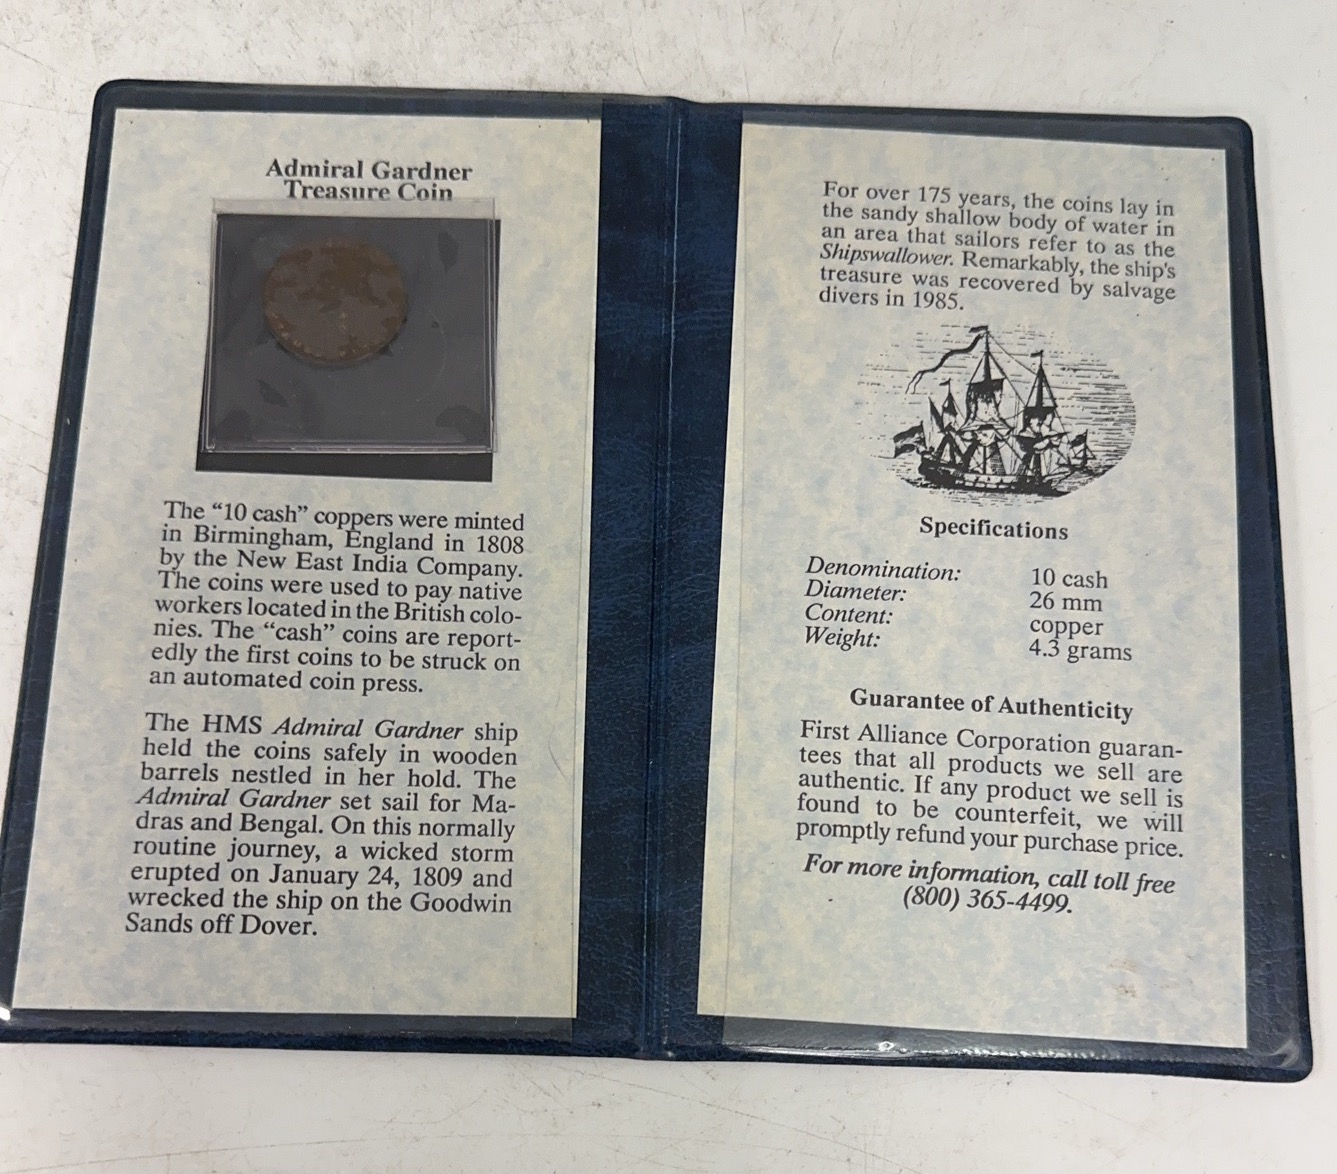 Admiral Gardner
Treasure Coin
The “10 cash” coppers were minted
in Birmingham, England in 1808
by the New East India Company.
The coins were used to pay native
workers located in the British colo-
nies. The “cash” coins are report-
edly the first coins to be struck on
an automated coin press.
The HMS Admiral Gardner ship
held the coins safely in wooden
barrels nestled in her hold. The
Admiral Gardner set sail for Ma-
dras and Bengal. On this normally
routine journey, a wicked storm
erupted on January 24, 1809 and
wrecked the ship on the Goodwin
Sands off Dover.
For over 175 years, the coins lay in
the sandy shallow body of water in
an area that sailors refer to as the
Shipswallower. Remarkably, the ship's
treasure was recovered by salvage
divers in 1985.
Specifications
Denomination: 10 cash
Diameter: 26 mm
Content: copper
Weight: 4.3 grams
Guarantee of Authenticity
First Alliance Corporation guaran-
tees that all products we sell are
authentic. If any product we sell is
found to be counterfeit, we will
promptly refund your purchase price.
For more information, call toll free
(800) 365-4499.